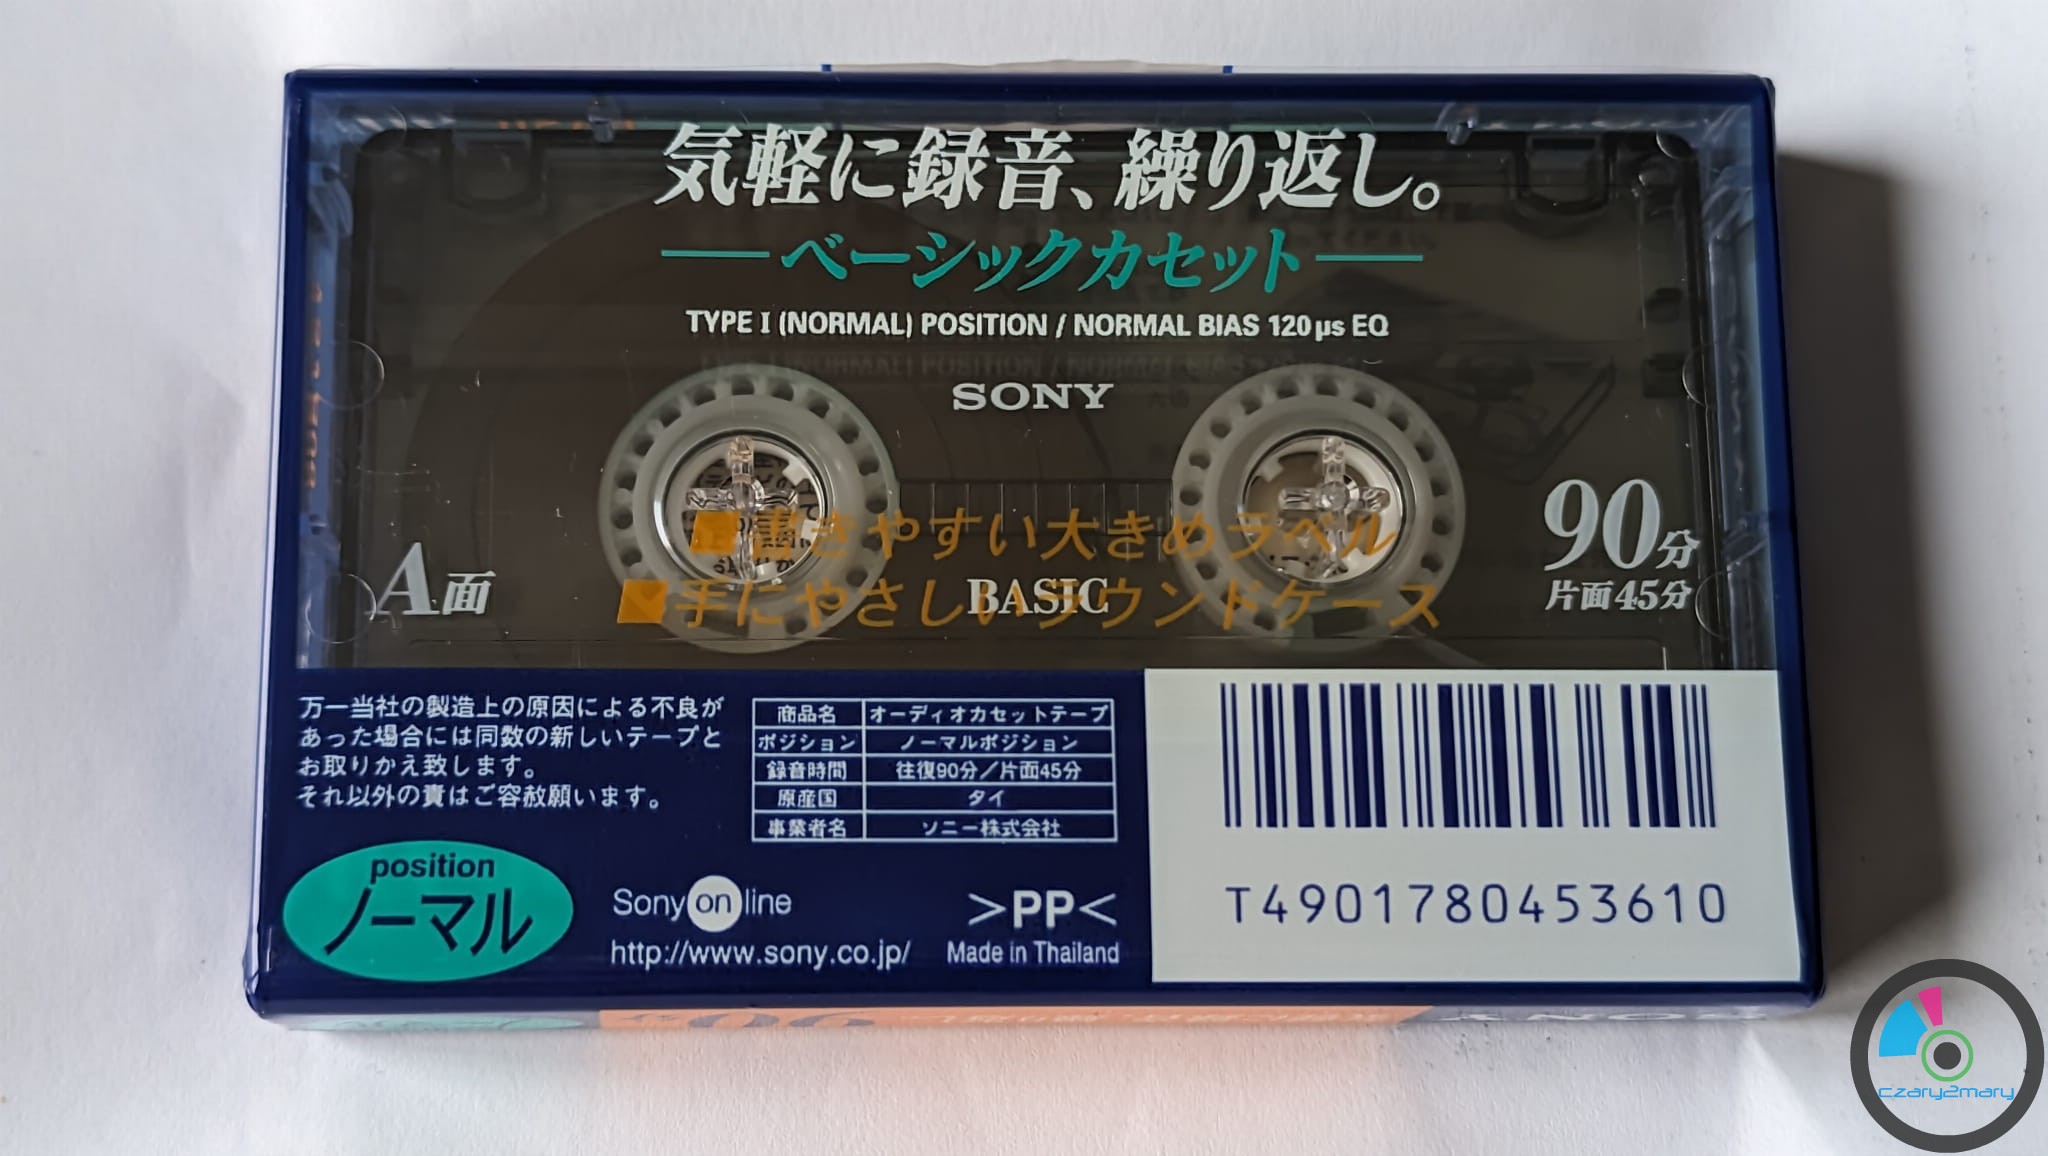 気軽に録音、繰り返し。
ベーシックカセット
TYPE I (NORMAL) POSITION / NORMAL BIAS 120μs EQ
SONY
■書きやすい大きめラベル
■手にやさしいラウンドケース
BASIC
A面
90分
片面45分
万一当社の製造上の原因による不良が
あった場合には同数の新しいテープと
お取りかえ致します。
それ以外の責はご容赦願います。
商品名 オーディオカセットテープ
ポジション ノーマルポジション
録音時間 往復90分／片面45分
原産国 タイ
事業者名 ソニー株式会社
position
ノーマル
Sony on line
http://www.sony.co.jp/
>PP<
Made in Thailand
T4901780453610
czary2mary